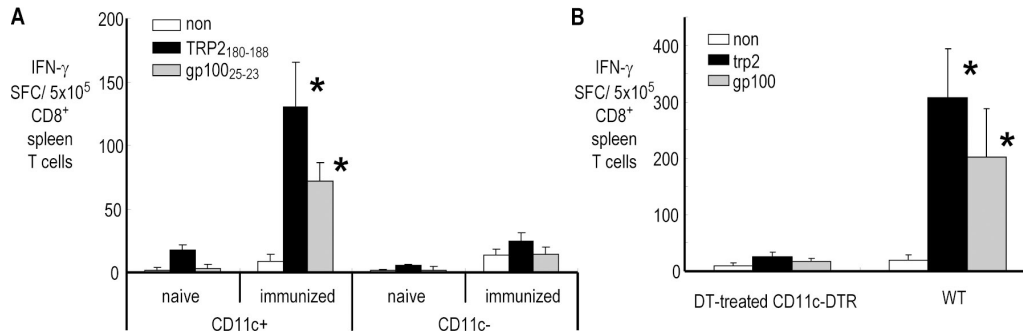 A
IFN-γ
SFC/ 5x10⁵
CD8⁺
spleen
T cells
200
150
100
50
0
non
TRP2₁₈₀₋₁₈₈
gp100₂₅₋₂₃
*
*
naive
immunized
naive
immunized
CD11c+
CD11c-
B
IFN-γ
SFC/ 5x10⁵
CD8⁺
spleen
T cells
400
300
200
100
0
non
trp2
gp100
*
*
DT-treated CD11c-DTR
WT